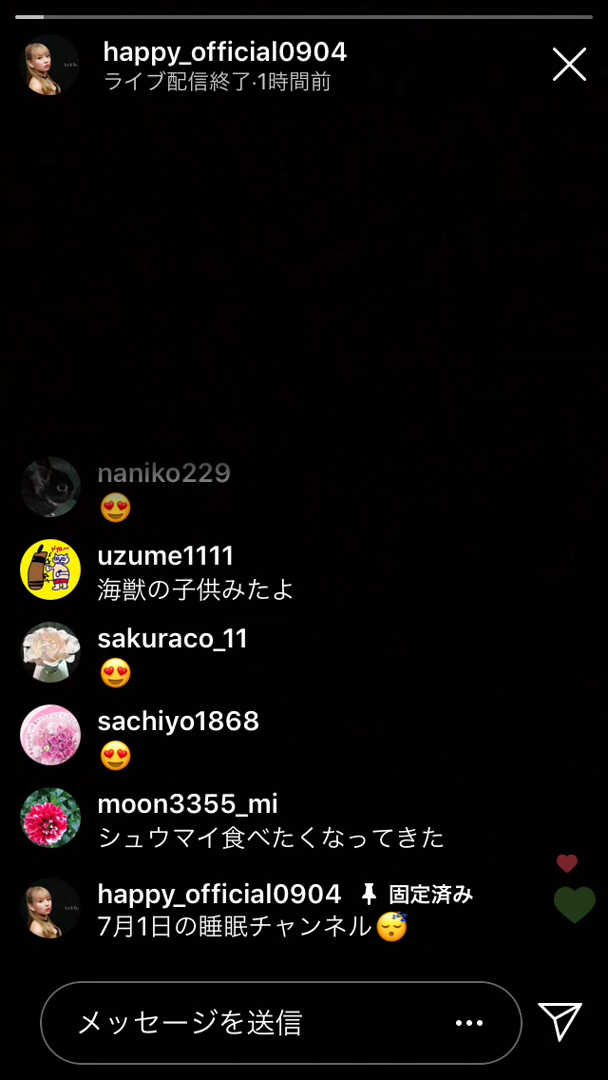 happy_official0904
ライブ配信終了·1時間前
naniko229
😍
uzume1111
海獣の子供みたよ
sakuraco_11
😍
sachiyo1868
😍
moon3355_mi
シュウマイ食べたくなってきた
happy_official0904 固定済み
7月1日の睡眠チャンネル😴
メッセージを送信